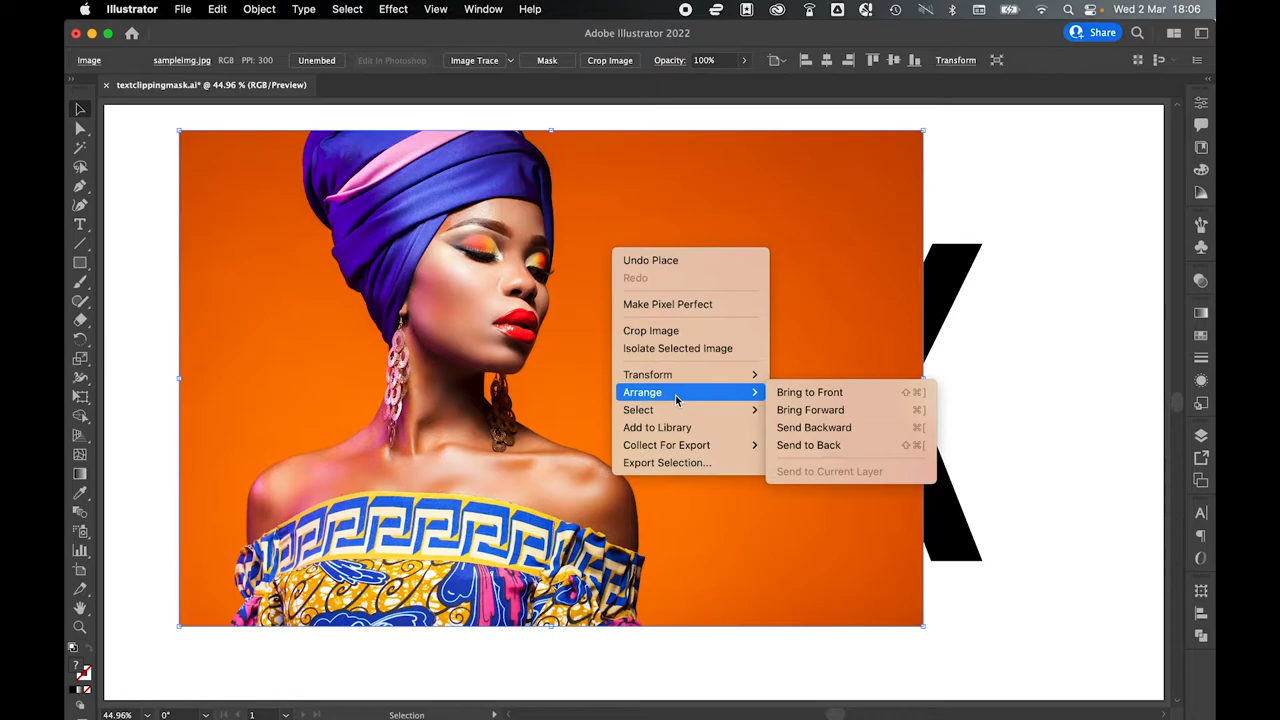 Illustrator File Edit Object Type Select Effect View Window Help Wed 2 Mar 18:06
Adobe Illustrator 2022 Share
Image sampleimg.jpg RGB PPI: 300 Unembed Edit in Photoshop Image Trace Mask Crop Image Opacity: 100% Transform
textclippingmask.ai* @ 44.96 % (RGB/Preview)
Undo Place
Redo
Make Pixel Perfect
Crop Image
Isolate Selected Image
Transform
Arrange
Select
Add to Library
Collect For Export
Export Selection...
Bring to Front ⇧⌘]
Bring Forward ⌘]
Send Backward ⌘[
Send to Back ⇧⌘[
Send to Current Layer
44.96% 0° 1 Selection